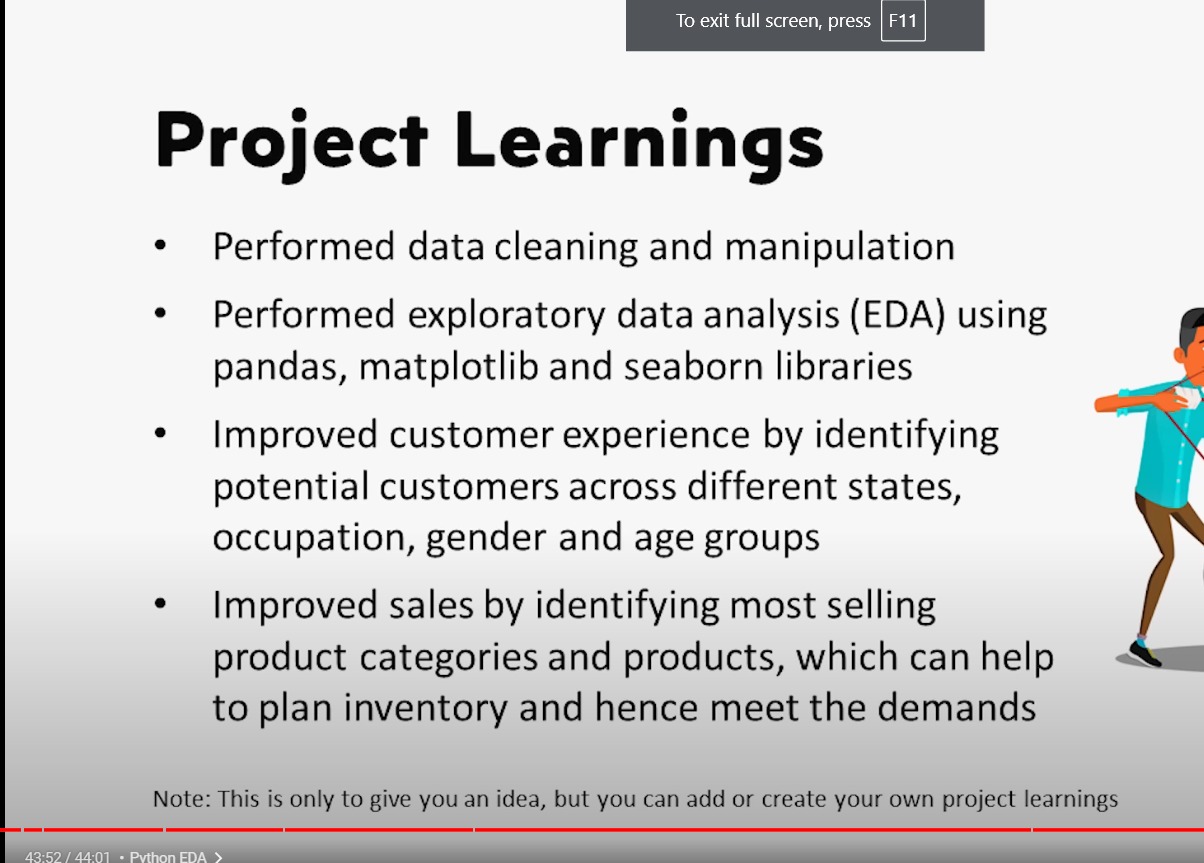 To exit full screen, press F11
Project Learnings
• Performed data cleaning and manipulation
• Performed exploratory data analysis (EDA) using
pandas, matplotlib and seaborn libraries
• Improved customer experience by identifying
potential customers across different states,
occupation, gender and age groups
• Improved sales by identifying most selling
product categories and products, which can help
to plan inventory and hence meet the demands
Note: This is only to give you an idea, but you can add or create your own project learnings
43:52 / 44:01 • Python EDA >